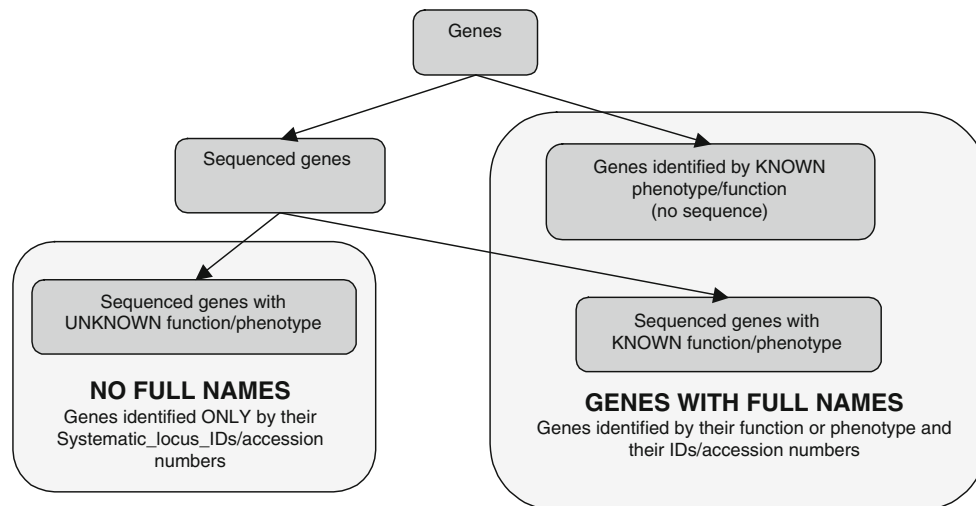 Genes
Sequenced genes
Genes identified by KNOWN
phenotype/function
(no sequence)
Sequenced genes with
UNKNOWN function/phenotype
Sequenced genes with
KNOWN function/phenotype
NO FULL NAMES
Genes identified ONLY by their
Systematic_locus_IDs/accession
numbers
GENES WITH FULL NAMES
Genes identified by their function or phenotype and
their IDs/accession numbers